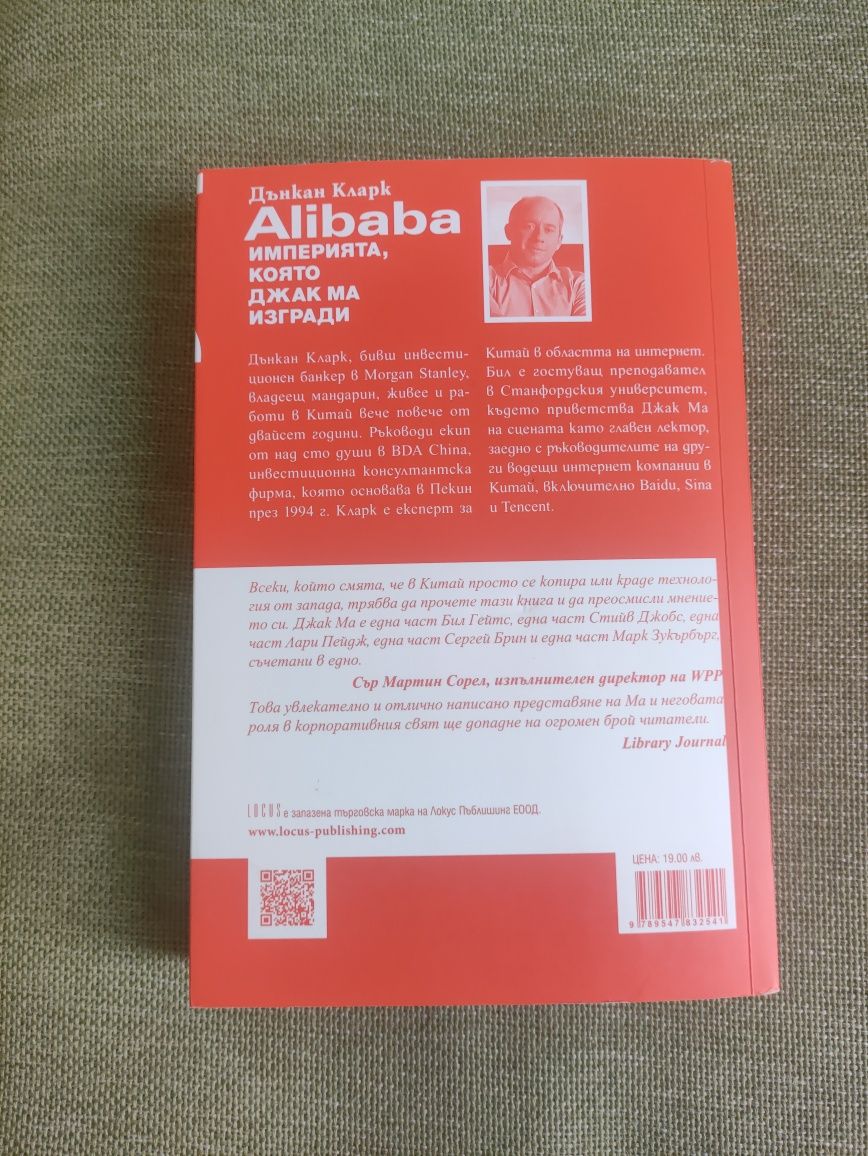 Дънкан Кларк
Alibaba
ИМПЕРИЯТА,
КОЯТО
ДЖАК МА
ИЗГРАДИ
Дънкан Кларк, бивш инвести-
ционен банкер в Morgan Stanley,
владеещ мандарин, живее и ра-
боти в Китай вече повече от
двайсет години. Ръководи екип
от над сто души в BDA China,
инвестиционна консултантска
фирма, която основава в Пекин
през 1994 г. Кларк е експерт за
Китай в областта на интернет.
Бил е гостуващ преподавател
в Станфордския университет,
където приветства Джак Ма
на сцената като главен лектор,
заедно с ръководителите на дру-
ги водещи интернет компании в
Китай, включително Baidu, Sina
и Tencent.
Всеки, който смята, че в Китай просто се копира или краде техноло-
гия от запада, трябва да прочете тази книга и да преосмисли мнение-
то си. Джак Ма е една част Бил Гейтс, една част Стийв Джобс, една
част Лари Пейдж, една част Сергей Брин и една част Марк Зукърбърг,
съчетани в едно.
Сър Мартин Сорел, изпълнителен директор на WPP
Това увлекателно и отлично написано представяне на Ма и неговата
роля в корпоративния свят ще допадне на огромен брой читатели.
Library Journal
LOCUS е запазена търговска марка на Локус Пъблишинг ЕООД.
www.locus-publishing.com
ЦЕНА: 19.00 лв.
9 789547 832541